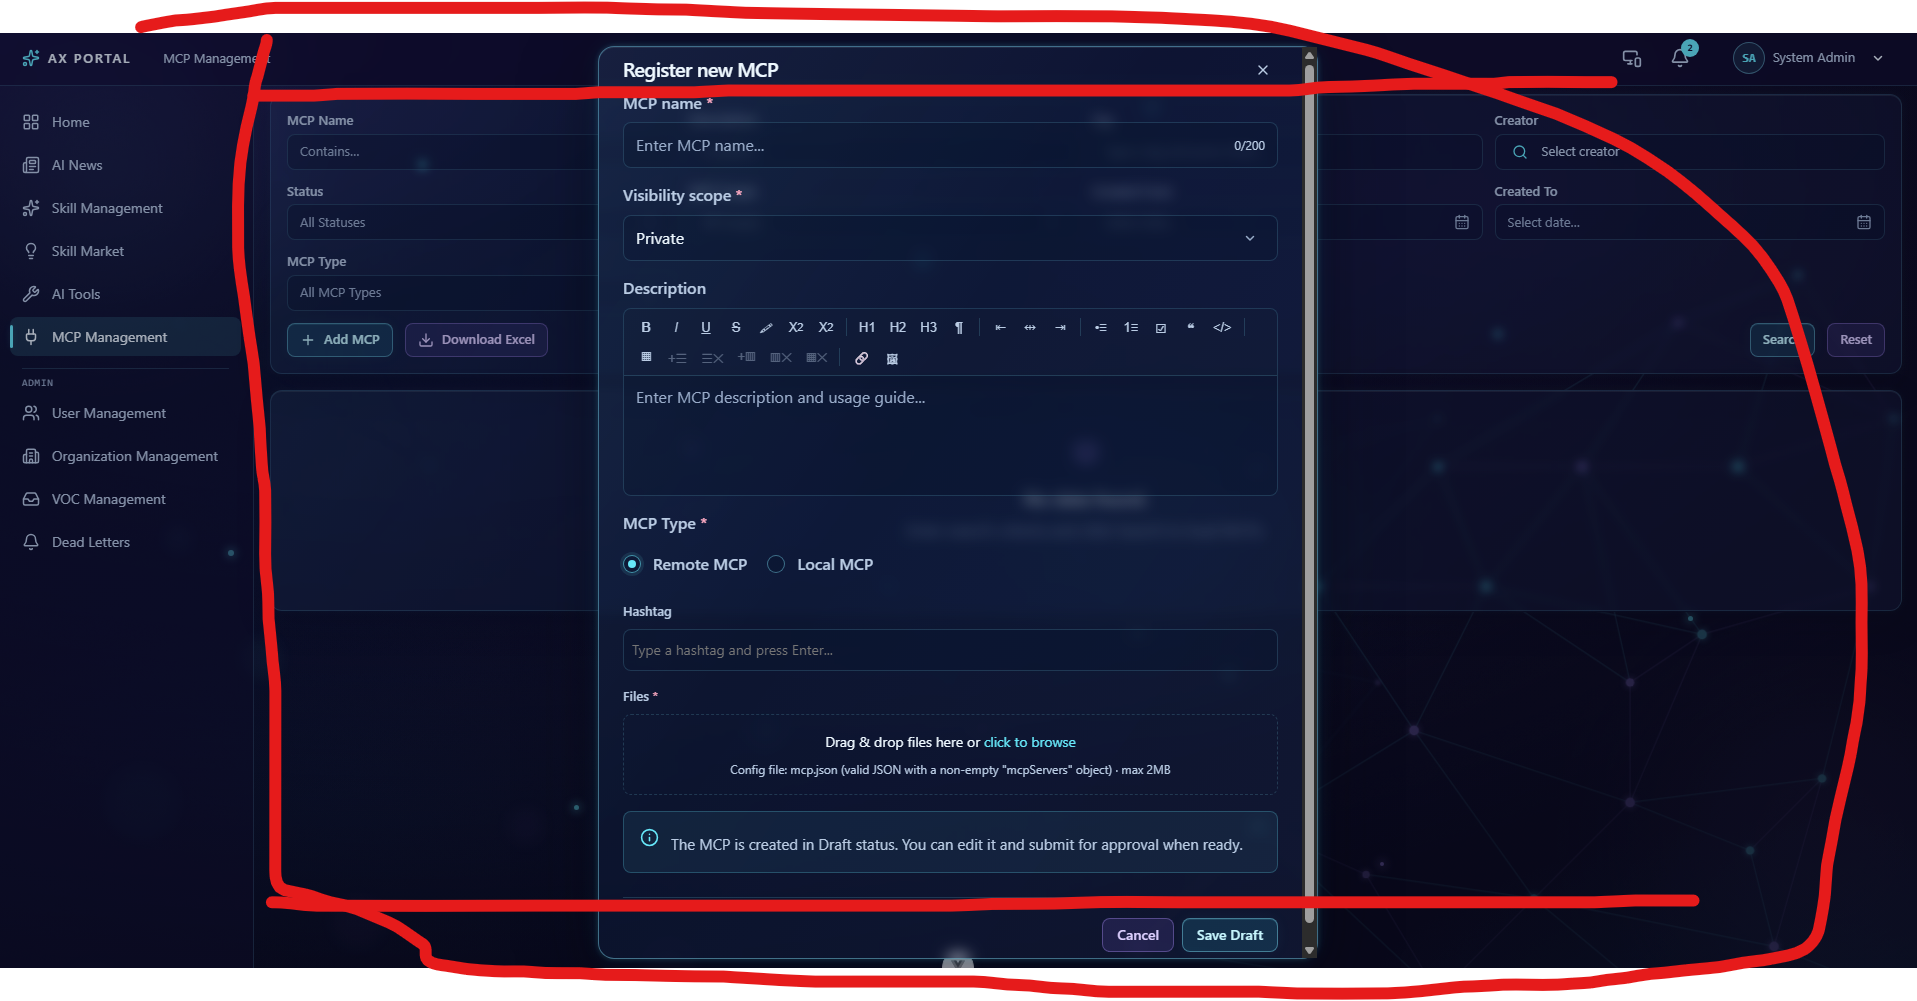 AX PORTAL
MCP Management
2
SA
System Admin
Home
AI News
Skill Management
Skill Market
AI Tools
MCP Management
ADMIN
User Management
Organization Management
VOC Management
Dead Letters
MCP Name
Contains...
Status
All Statuses
MCP Type
All MCP Types
Add MCP
Download Excel
Creator
Select creator
Created To
Select date...
Search
Reset
Register new MCP
MCP name *
Enter MCP name...
0/200
Visibility scope *
Private
Description
B I U S X2 X2 H1 H2 H3 ¶
Enter MCP description and usage guide...
MCP Type *
Remote MCP
Local MCP
Hashtag
Type a hashtag and press Enter...
Files *
Drag & drop files here or click to browse
Config file: mcp.json (valid JSON with a non-empty "mcpServers" object) · max 2MB
The MCP is created in Draft status. You can edit it and submit for approval when ready.
Cancel
Save Draft